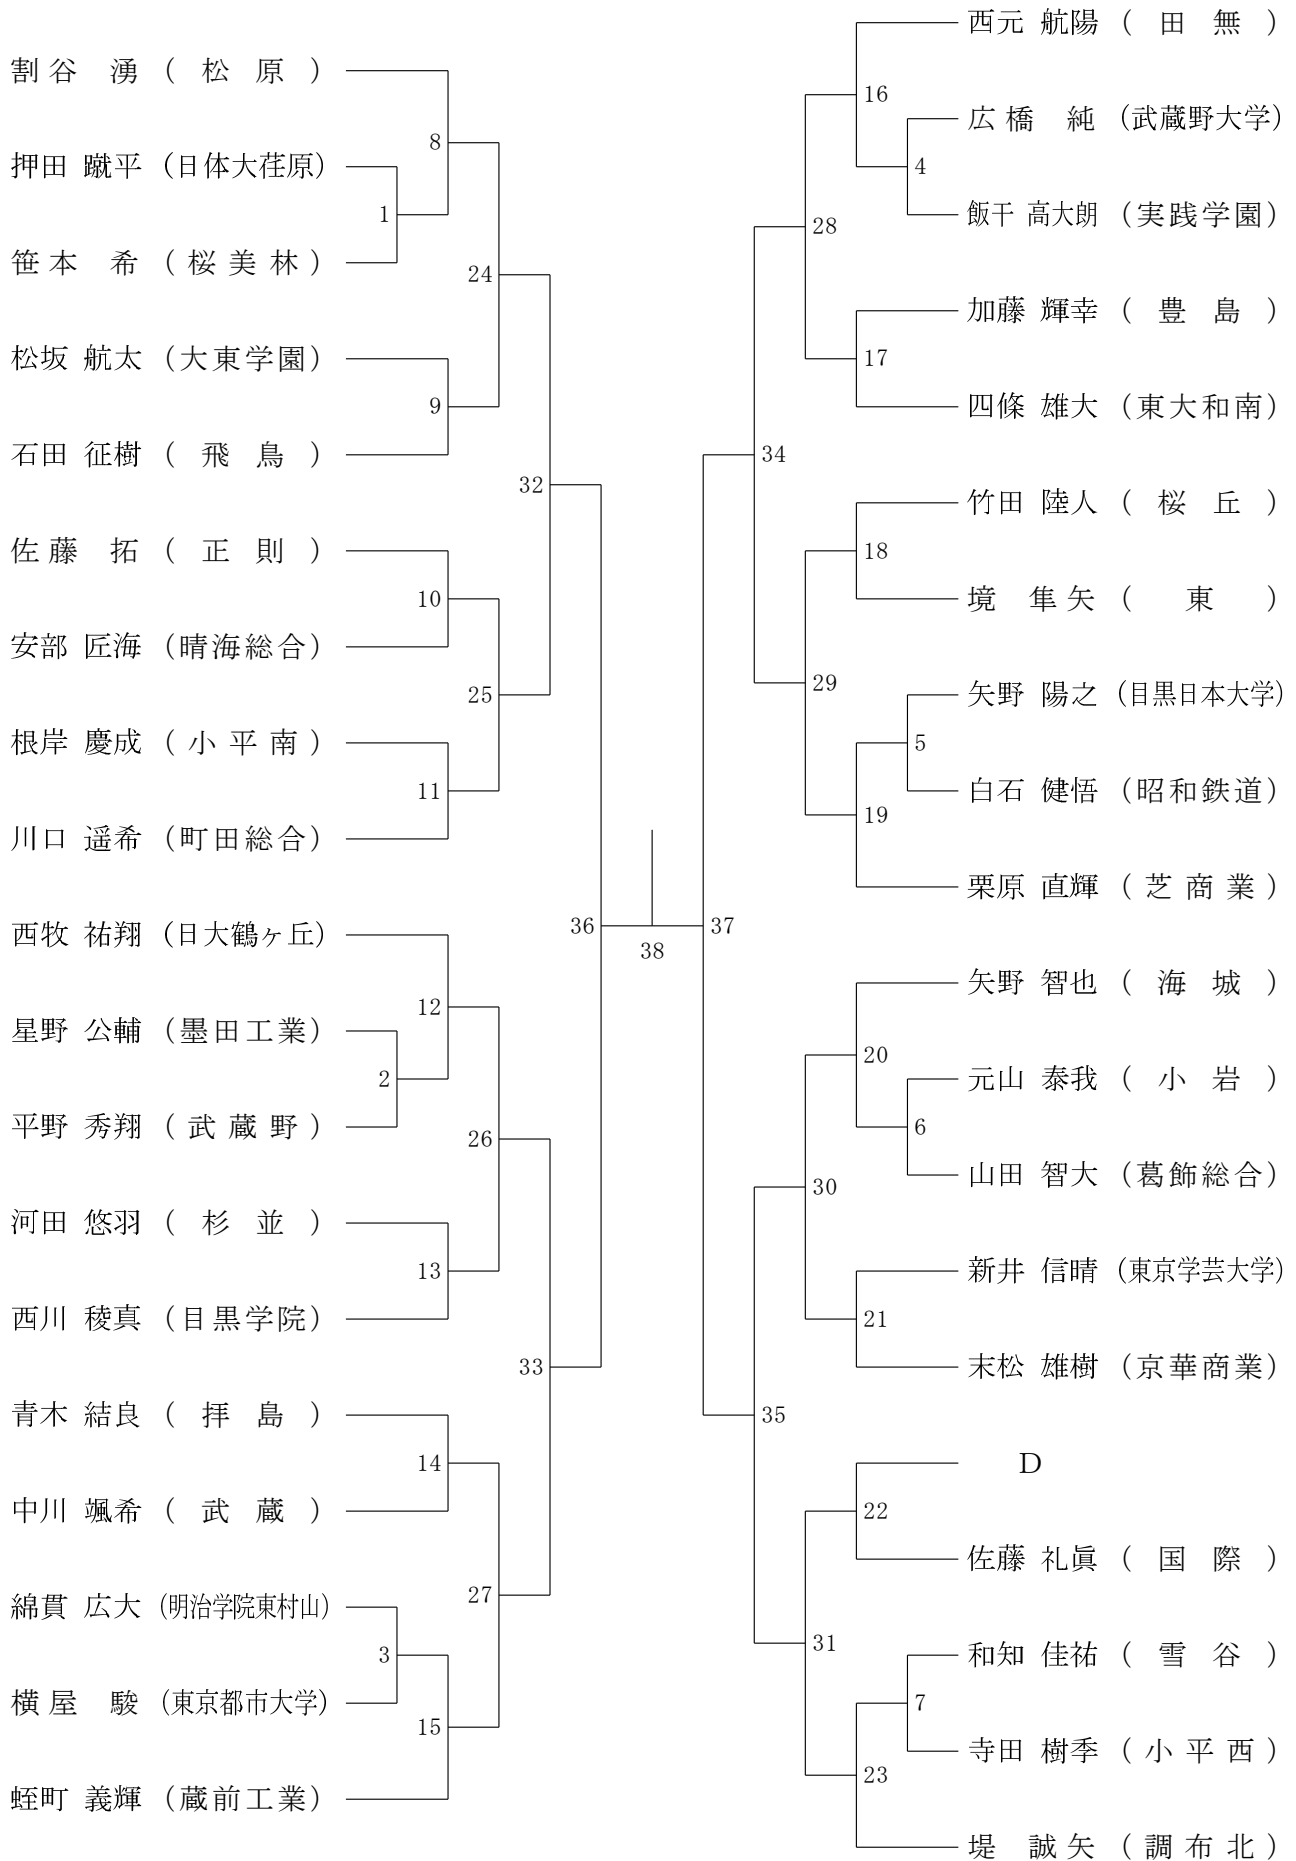 割谷 湧 (松原)
押田 蹴平 (日体大荏原)
笹本 希 (桜美林)
松坂 航太 (大東学園)
石田 征樹 (飛鳥)
佐藤 拓 (正則)
安部 匠海 (晴海総合)
根岸 慶成 (小平南)
川口 遥希 (町田総合)
西牧 祐翔 (日大鶴ヶ丘)
星野 公輔 (墨田工業)
平野 秀翔 (武蔵野)
河田 悠羽 (杉並)
西川 稜真 (目黒学院)
青木 結良 (拝島)
中川 颯希 (武蔵)
綿貫 広大 (明治学院東村山)
横屋 駿 (東京都市大学)
蛭町 義輝 (蔵前工業)
1
2
3
8
9
10
11
12
13
14
15
24
25
26
27
32
33
36
38
37
34
35
28
29
30
31
16
17
18
19
20
21
22
23
4
5
6
7
西元 航陽 (田無)
広橋 純 (武蔵野大学)
飯干 高大朗 (実践学園)
加藤 輝幸 (豊島)
四條 雄大 (東大和南)
竹田 陸人 (桜丘)
境 隼矢 (東)
矢野 陽之 (目黒日本大学)
白石 健悟 (昭和鉄道)
栗原 直輝 (芝商業)
矢野 智也 (海城)
元山 泰我 (小岩)
山田 智大 (葛飾総合)
新井 信晴 (東京学芸大学)
末松 雄樹 (京華商業)
D
佐藤 礼眞 (国際)
和知 佳祐 (雪谷)
寺田 樹季 (小平西)
堤 誠矢 (調布北)